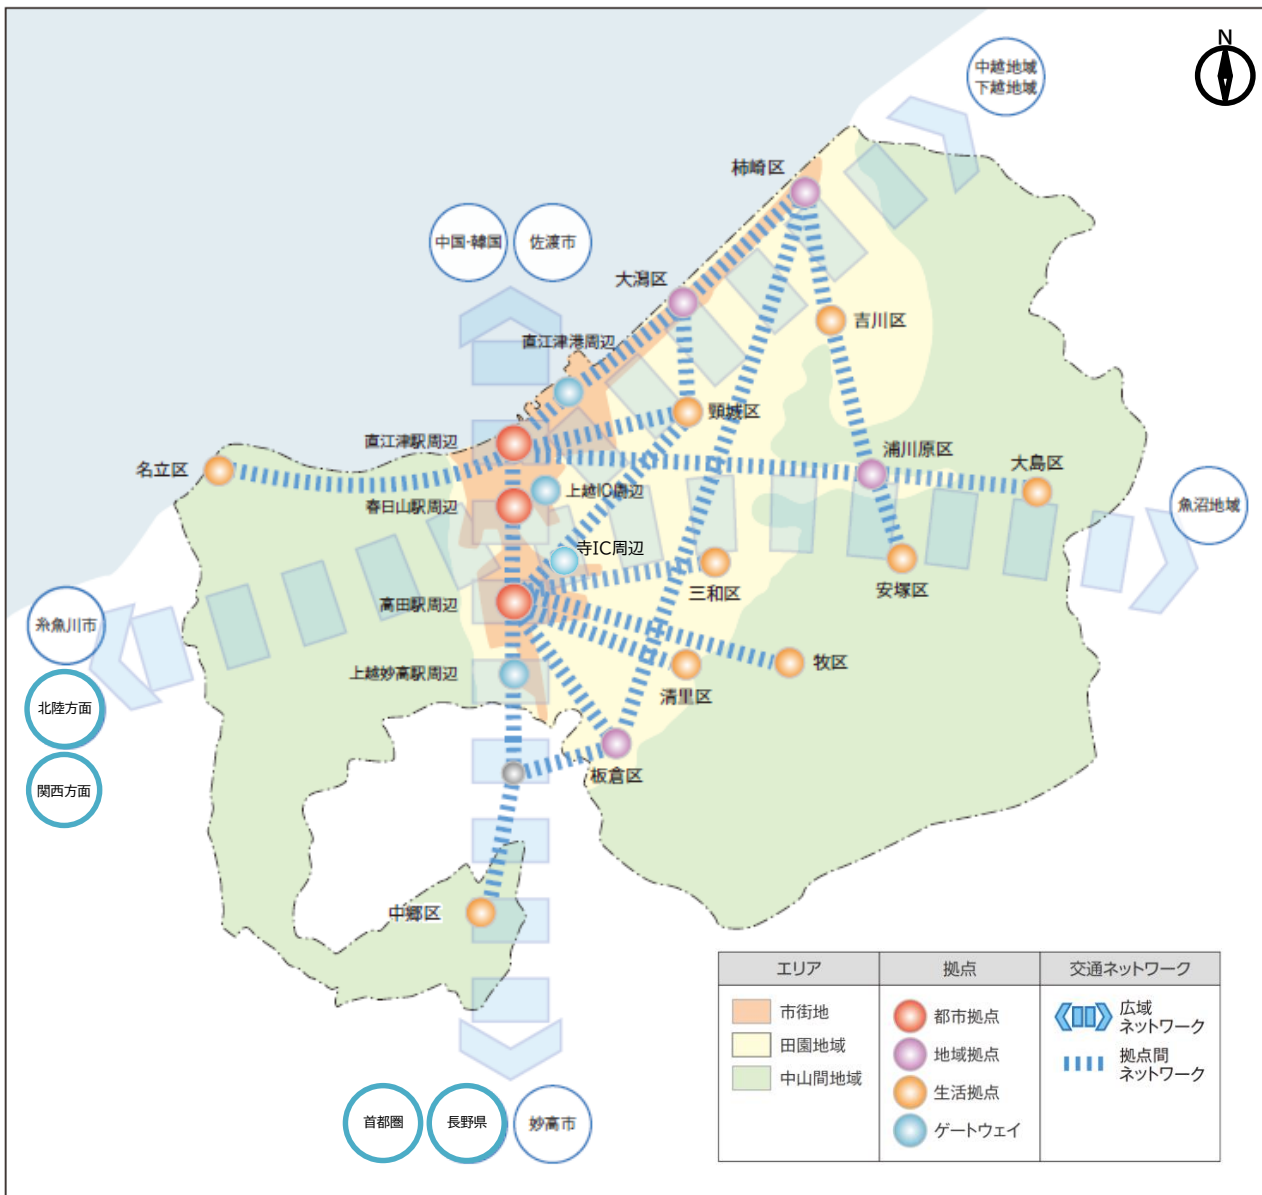 N
中越地域
下越地域
柿崎区
中国・韓国
佐渡市
大潟区
吉川区
直江津港周辺
頸城区
直江津駅周辺
浦川原区
大島区
名立区
上越IC周辺
春日山駅周辺
魚沼地域
寺IC周辺
三和区
安塚区
高田駅周辺
糸魚川市
牧区
上越妙高駅周辺
清里区
北陸方面
板倉区
関西方面
中郷区
首都圏
長野県
妙高市
エリア
拠点
交通ネットワーク
市街地
田園地域
中山間地域
都市拠点
地域拠点
生活拠点
ゲートウェイ
広域
ネットワーク
拠点間
ネットワーク